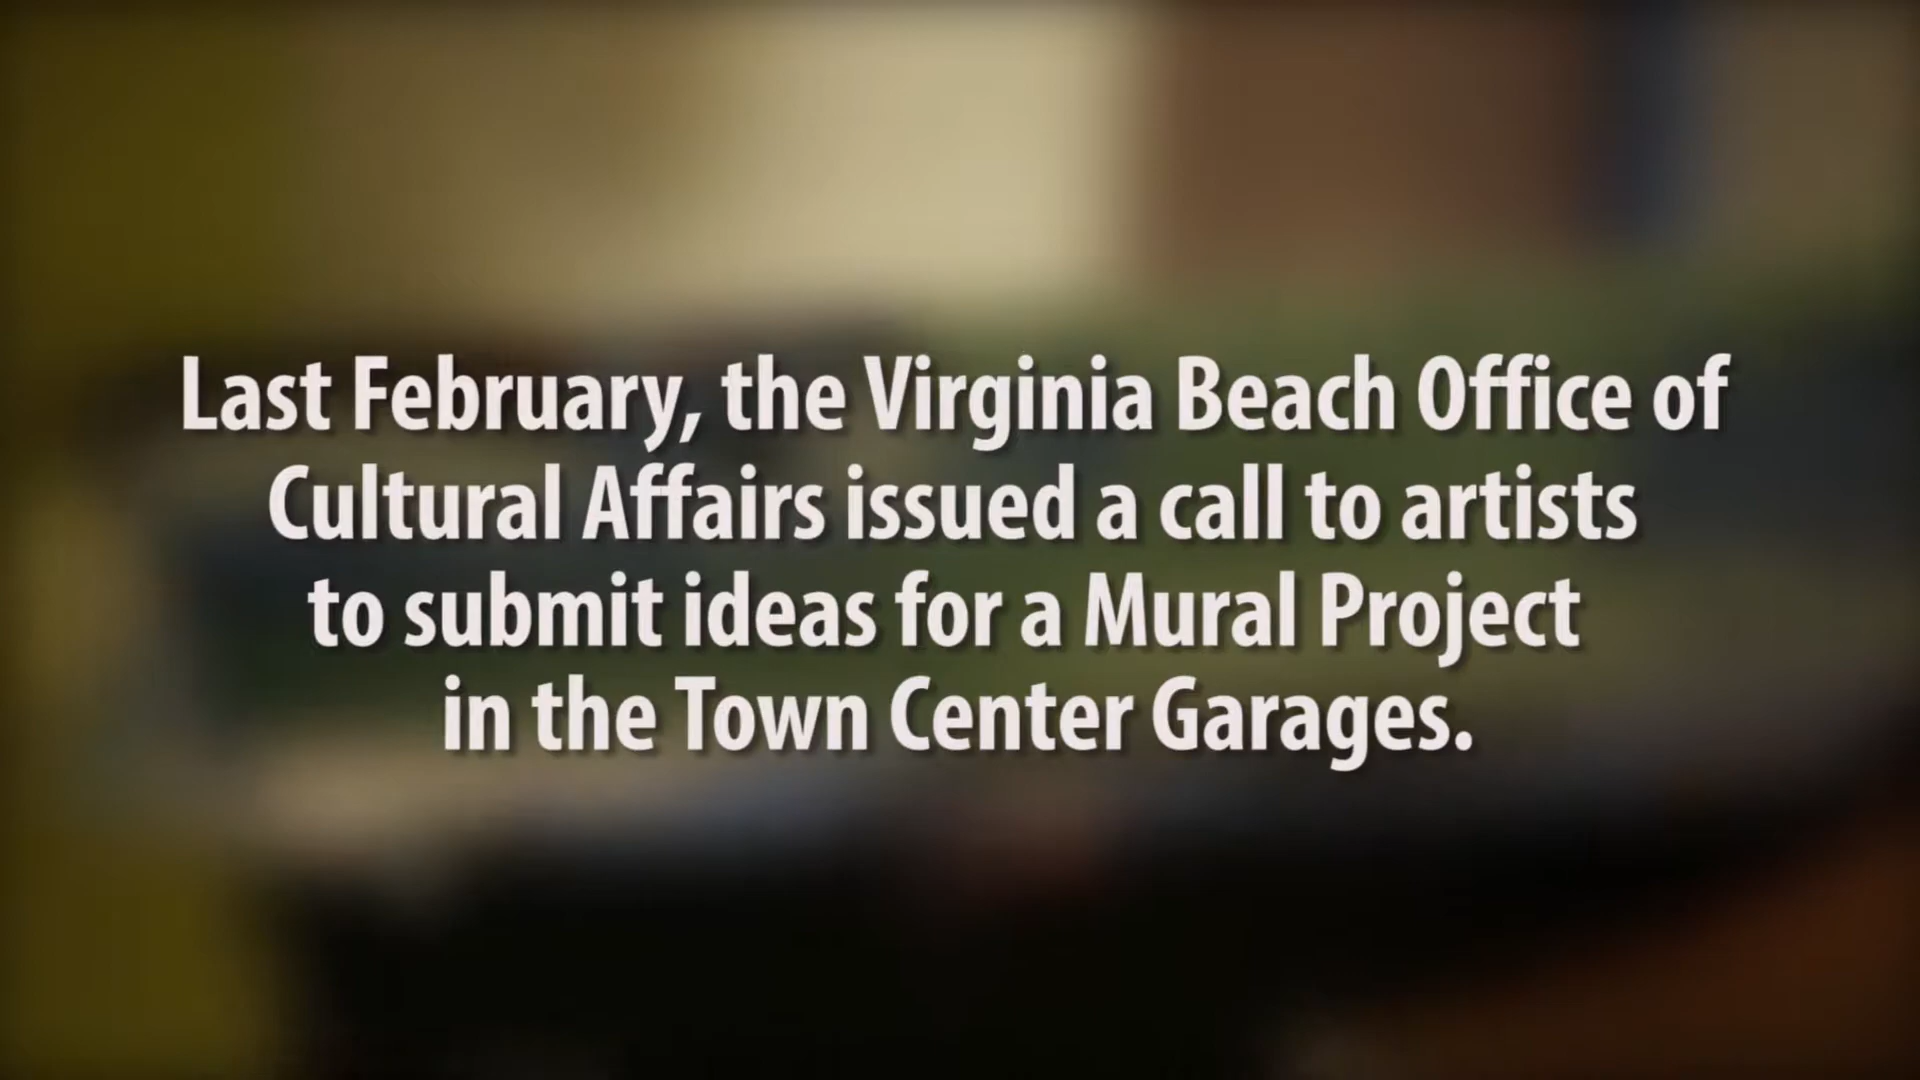 Last February, the Virginia Beach Office of
Cultural Affairs issued a call to artists
to submit ideas for a Mural Project
in the Town Center Garages.